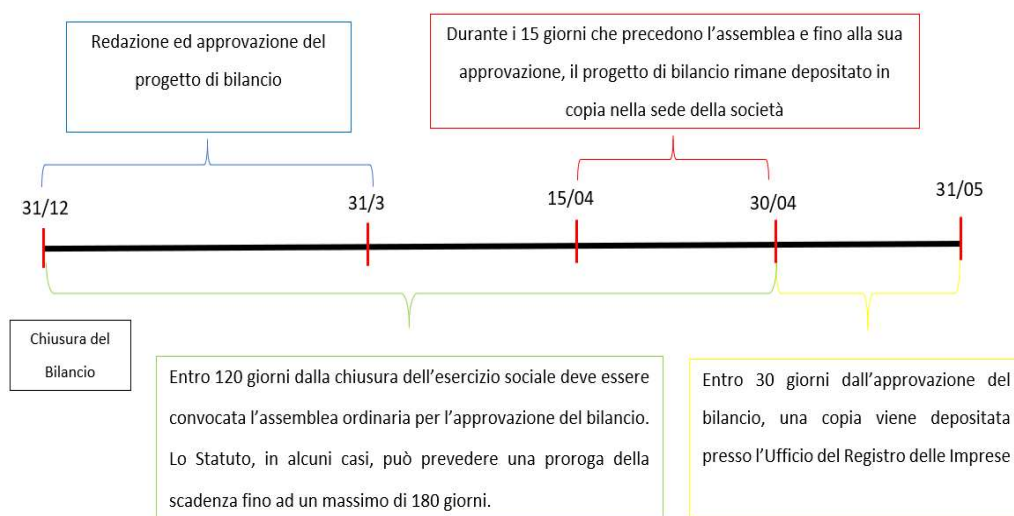 Redazione ed approvazione del
progetto di bilancio
Durante i 15 giorni che precedono l'assemblea e fino alla sua
approvazione, il progetto di bilancio rimane depositato in
copia nella sede della società
31/12
31/3
15/04
30/04
31/05
Chiusura del
Bilancio
Entro 120 giorni dalla chiusura dell'esercizio sociale deve essere
convocata l'assemblea ordinaria per l'approvazione del bilancio.
Lo Statuto, in alcuni casi, può prevedere una proroga della
scadenza fino ad un massimo di 180 giorni.
Entro 30 giorni dall'approvazione del
bilancio, una copia viene depositata
presso l'Ufficio del Registro delle Imprese